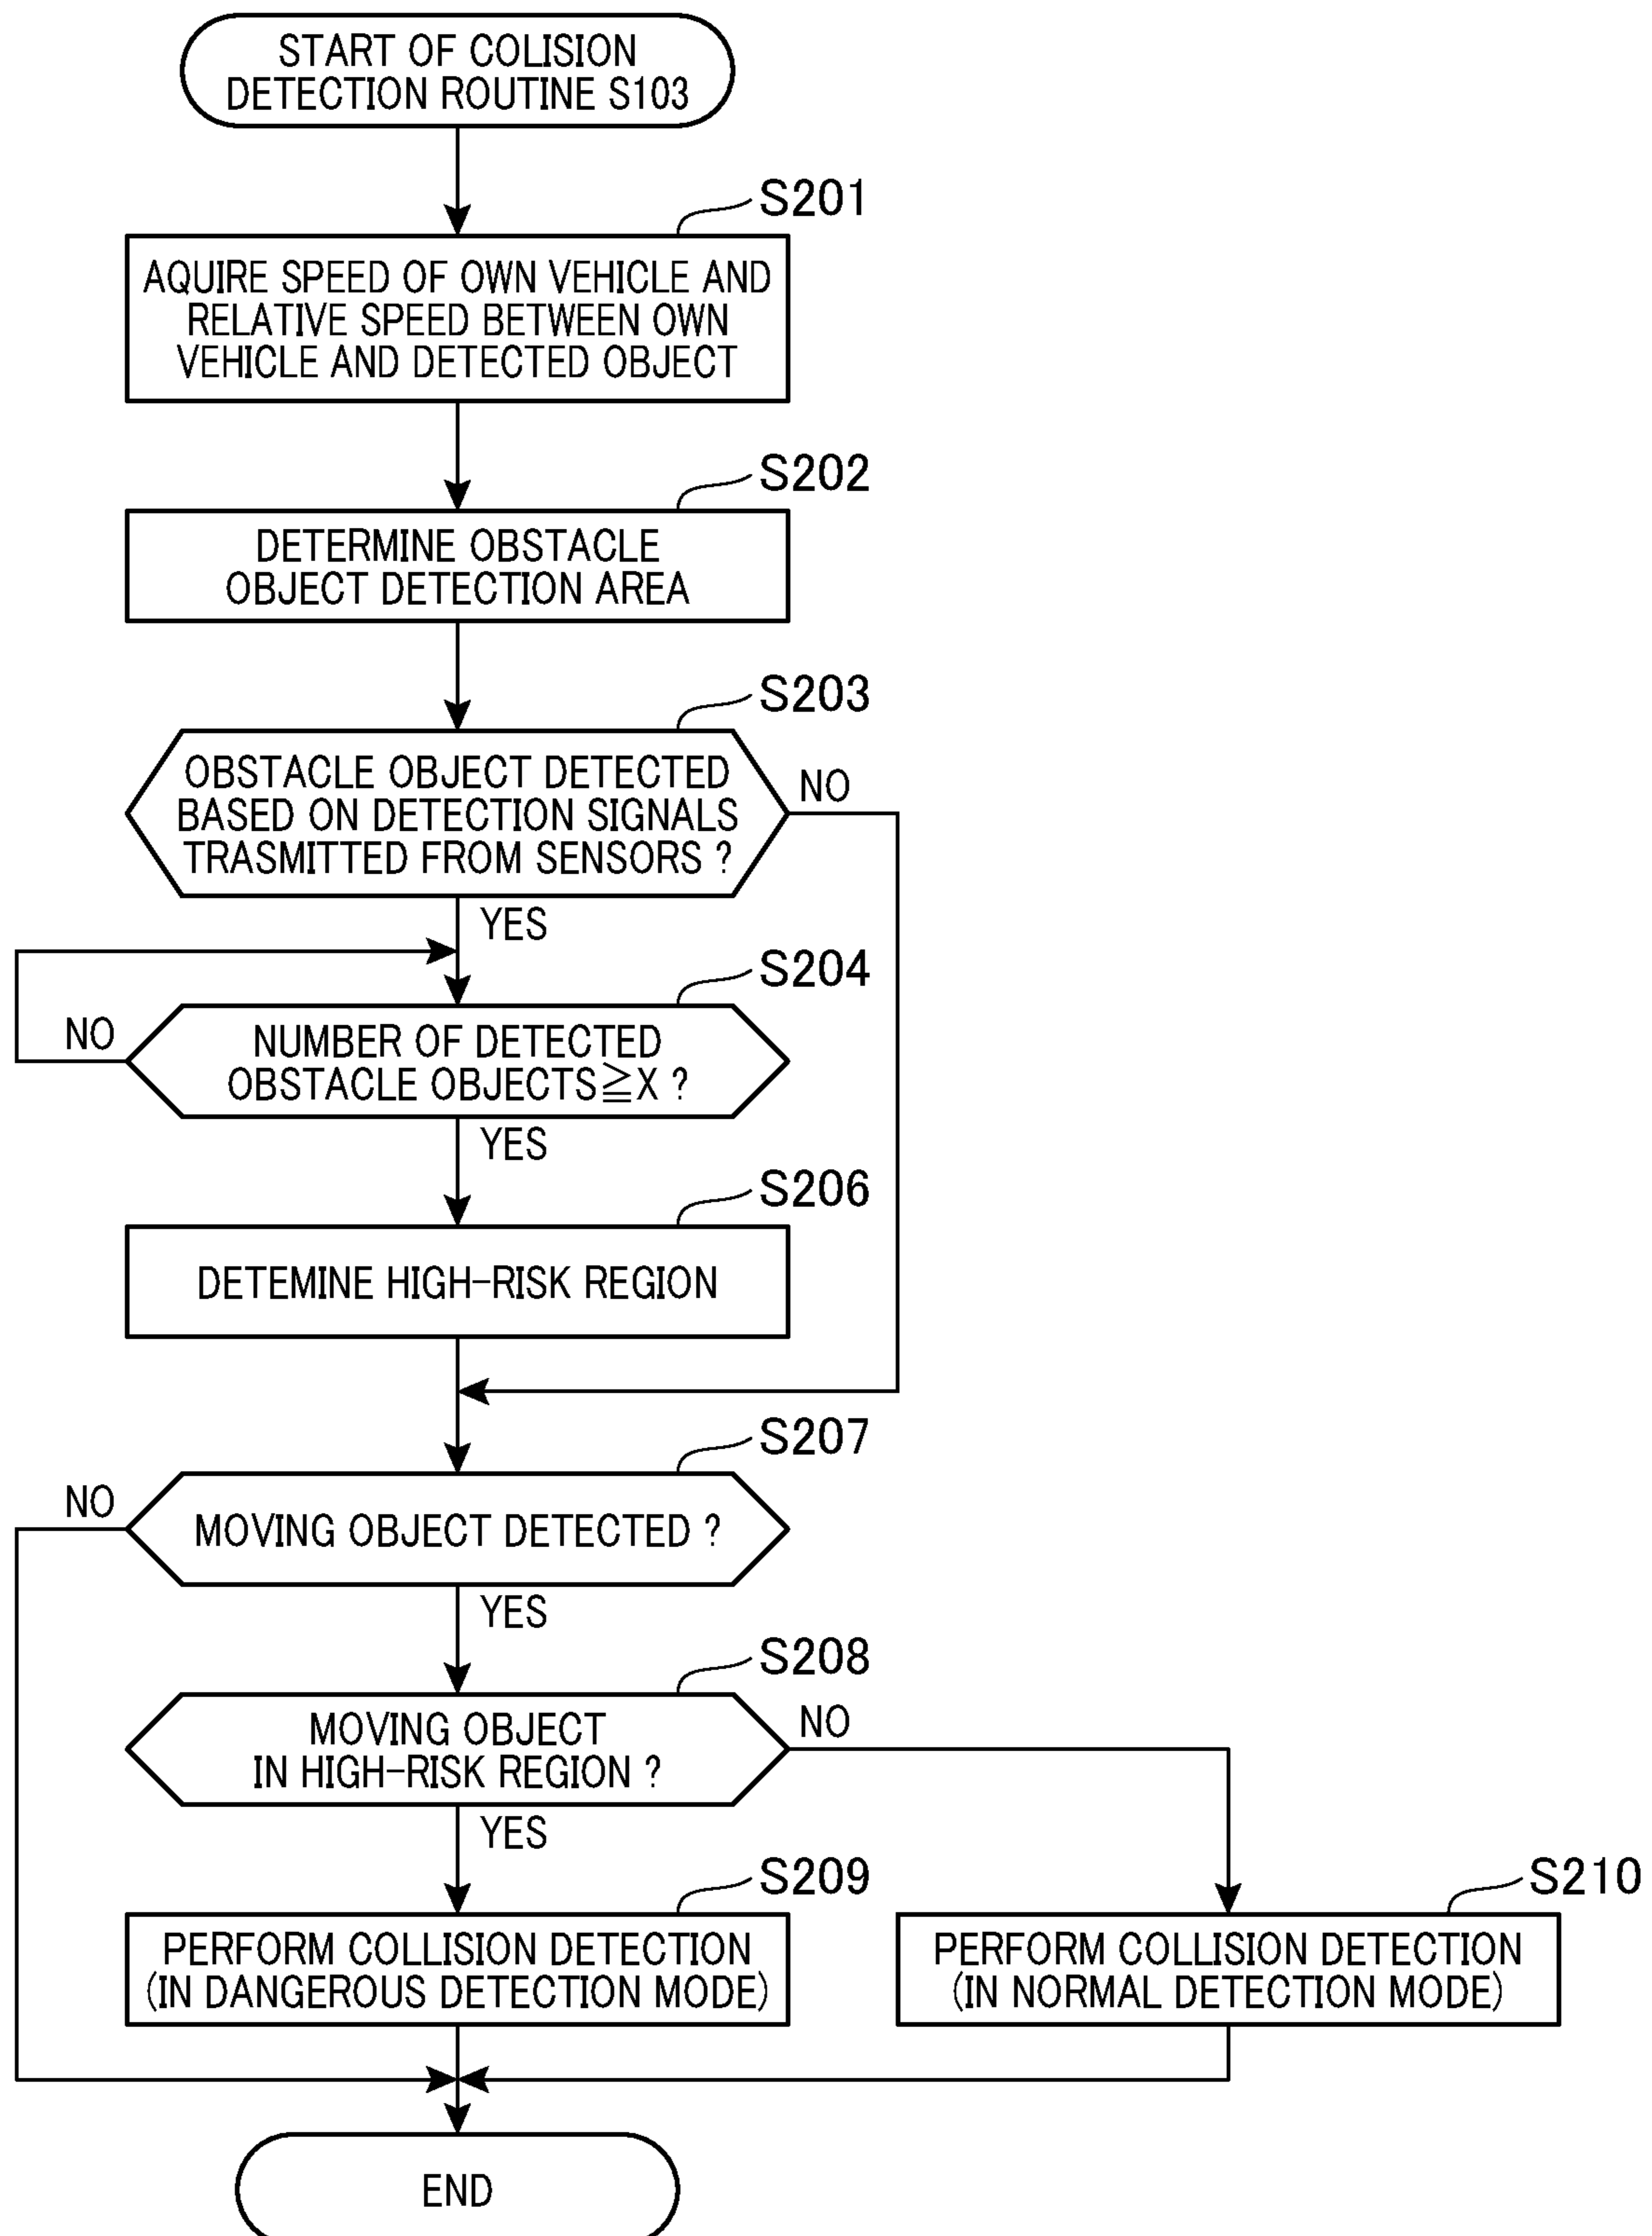 START OF COLISION
DETECTION ROUTINE S103
S201
AQUIRE SPEED OF OWN VEHICLE AND
RELATIVE SPEED BETWEEN OWN
VEHICLE AND DETECTED OBJECT
S202
DETERMINE OBSTACLE
OBJECT DETECTION AREA
S203
OBSTACLE OBJECT DETECTED
BASED ON DETECTION SIGNALS
TRASMITTED FROM SENSORS ?
NO
YES
S204
NO
NUMBER OF DETECTED
OBSTACLE OBJECTS≧X ?
YES
S206
DETEMINE HIGH-RISK REGION
S207
NO
MOVING OBJECT DETECTED ?
YES
S208
MOVING OBJECT
IN HIGH-RISK REGION ?
NO
YES
S209
PERFORM COLLISION DETECTION
(IN DANGEROUS DETECTION MODE)
S210
PERFORM COLLISION DETECTION
(IN NORMAL DETECTION MODE)
END